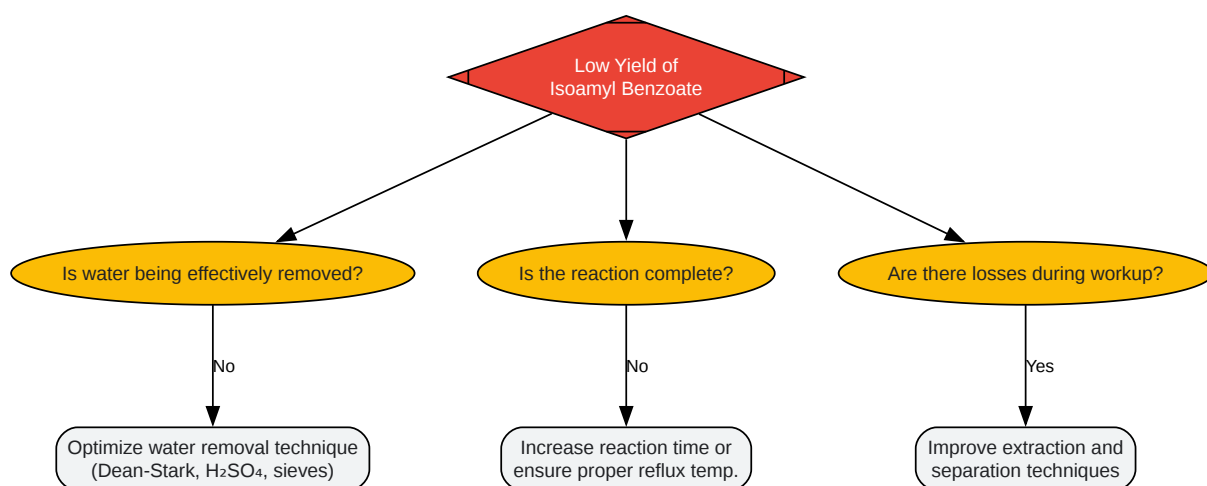 Low Yield of
Isoamyl Benzoate
Is water being effectively removed?
Is the reaction complete?
Are there losses during workup?
No
No
Yes
Optimize water removal technique
(Dean-Stark, H₂SO₄, sieves)
Increase reaction time or
ensure proper reflux temp.
Improve extraction and
separation techniques